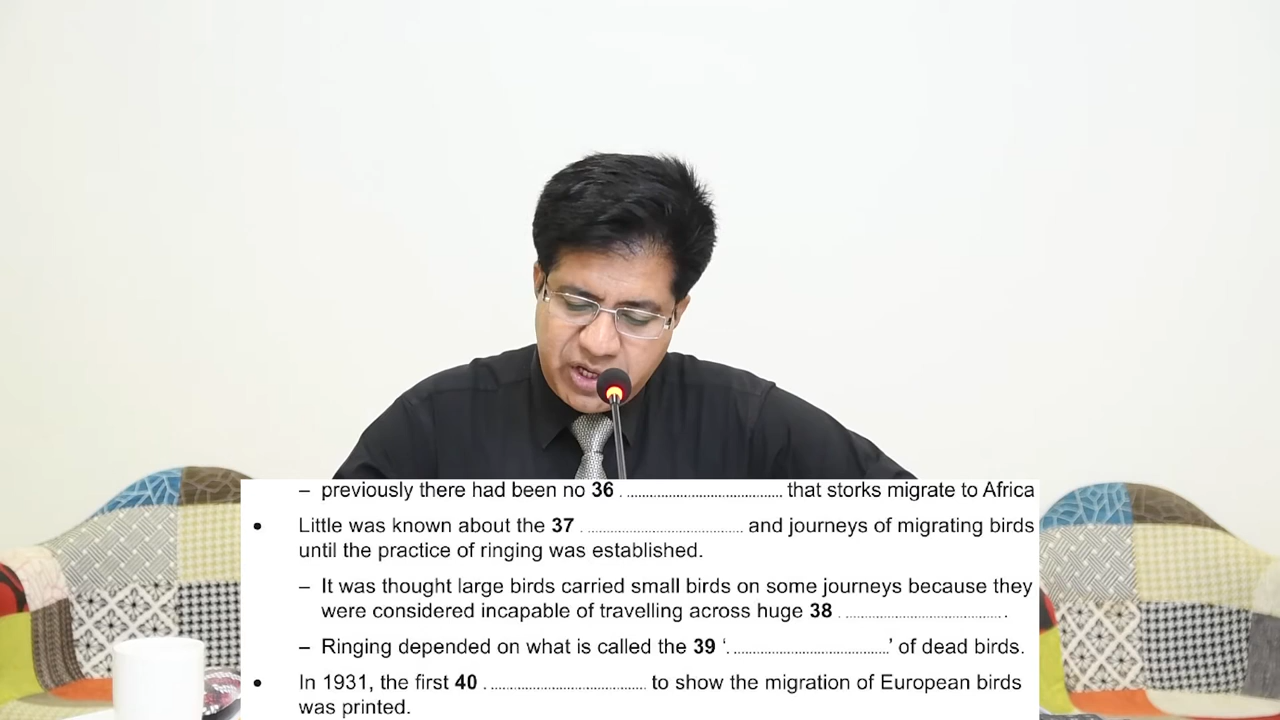 – previously there had been no 36 ................................ that storks migrate to Africa
• Little was known about the 37 ................................ and journeys of migrating birds
until the practice of ringing was established.
– It was thought large birds carried small birds on some journeys because they
were considered incapable of travelling across huge 38 ................................ .
– Ringing depended on what is called the 39 ‘ ................................ ’ of dead birds.
• In 1931, the first 40 ................................ to show the migration of European birds
was printed.